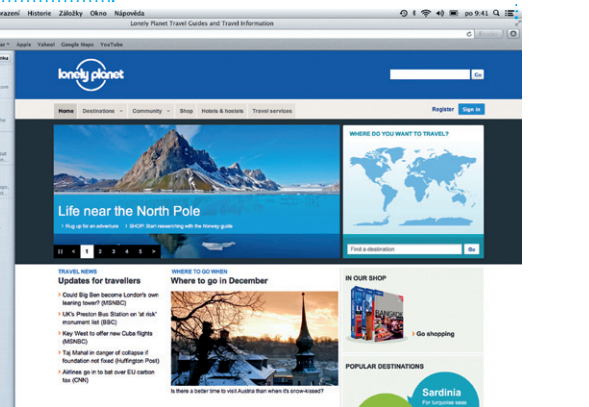 Historie Záložky Okno Nápověda
po 9:41
Lonely Planet Travel Guides and Travel Information
Apple Yahoo! Google Maps YouTube
lonely planet
Go
Home Destinations Community Shop Hotels & hostels Travel services
Register Sign in
WHERE DO YOU WANT TO TRAVEL?
Life near the North Pole
Rug up for an adventure SHOP: Start researching with the Norway guide
1 2 3 4 5
Find a destination Go
TRAVEL NEWS
Updates for travellers
Could Big Ben become London's own
leaning tower? (MSNBC)
UK's Preston Bus Station on 'at risk'
monument list (BBC)
Key West to offer new Cuba flights
(MSNBC)
Taj Mahal in danger of collapse if
foundation not fixed (Huffington Post)
Airlines go in to bat over EU carbon
tax (CNN)
WHERE TO GO WHEN
Where to go in December
Is there a better time to visit Austria than when it's snow-kissed?
IN OUR SHOP
BANGKOK
Go shopping
POPULAR DESTINATIONS
Sardinia
For turquoise seas